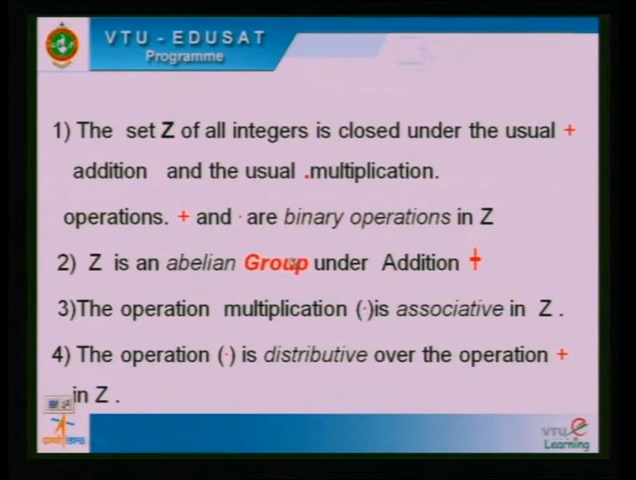 VTU - EDUSAT
Programme
1) The set Z of all integers is closed under the usual +
addition and the usual .multiplication.
operations. + and · are binary operations in Z
2) Z is an abelian Group under Addition +
3)The operation multiplication (·)is associative in Z .
4) The operation (·) is distributive over the operation +
in Z .
VTU e
Learning